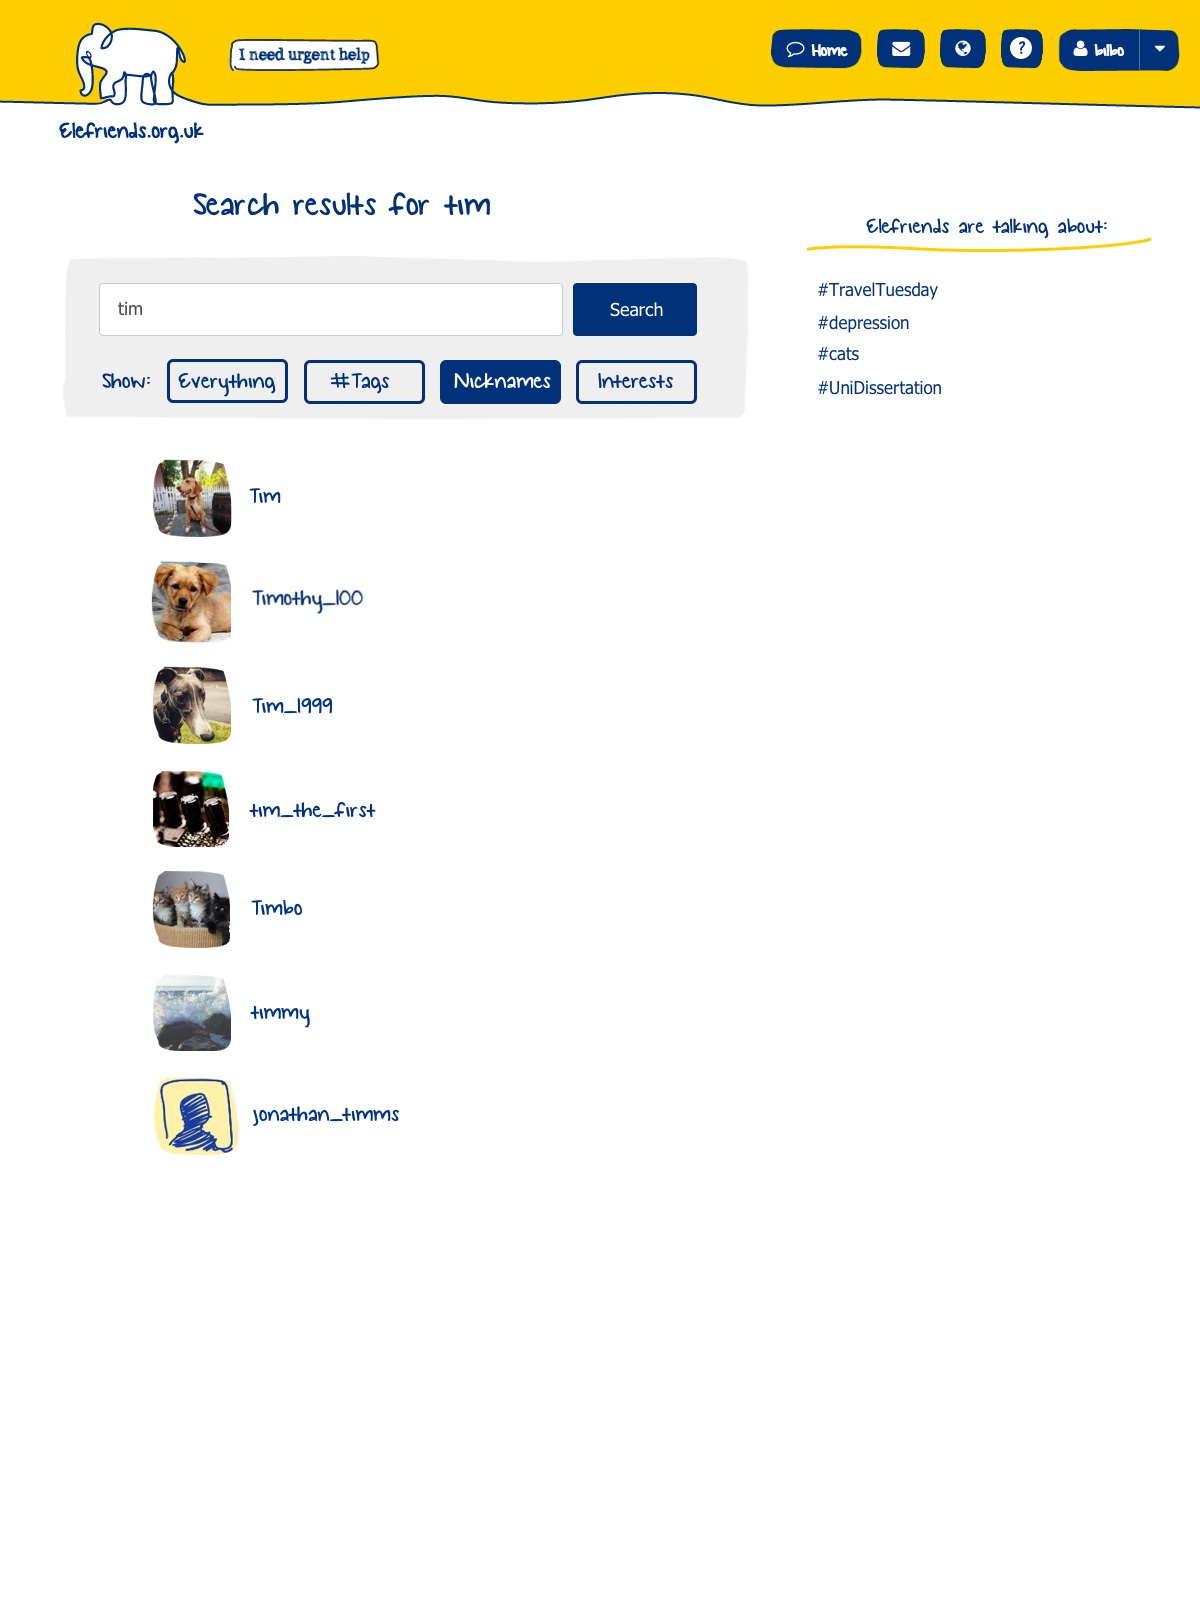 I need urgent help
Home
?
bilbo
Elefriends.org.uk
Search results for tim
Elefriends are talking about:
tim
Search
Show:
Everything
#Tags
Nicknames
Interests
#TravelTuesday
#depression
#cats
#UniDissertation
Tim
Timothy_100
Tim_1999
tim_the_first
Timbo
timmy
jonathan_timms